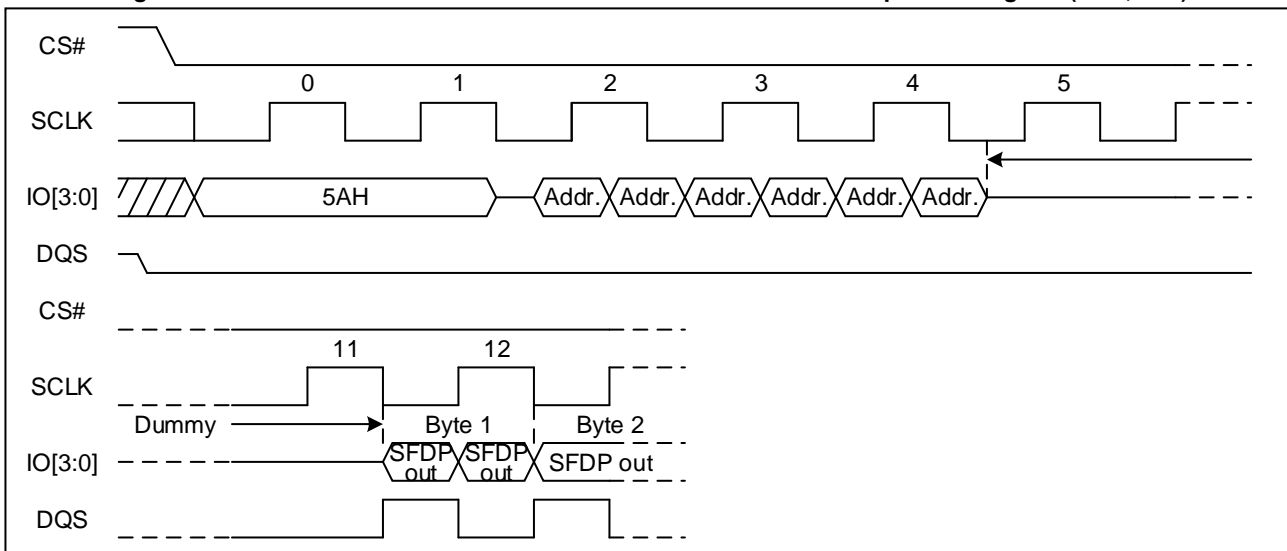 CS#
0 1 2 3 4 5
SCLK
IO[3:0] 5AH Addr. Addr. Addr. Addr. Addr. Addr.
DQS
CS#
11 12
SCLK
Dummy Byte 1 Byte 2
IO[3:0] SFDP out SFDP out SFDP out
DQS